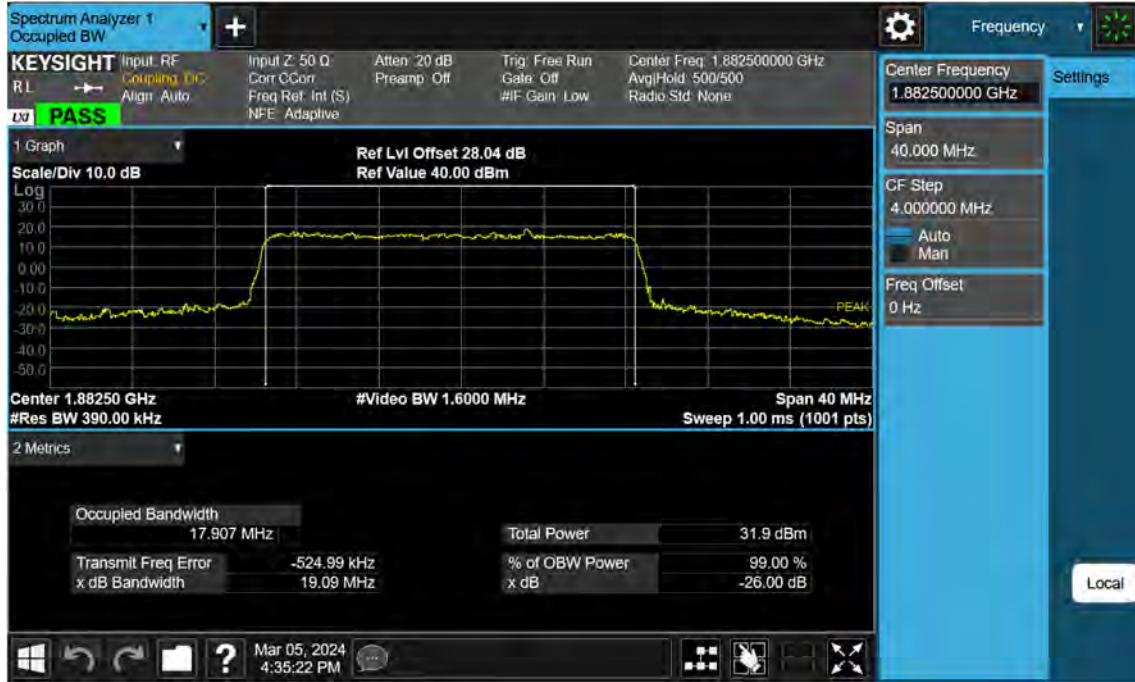 Spectrum Analyzer 1
Occupied BW
+
Frequency
KEYSIGHT
R L
LXI
PASS
Input: RF
Coupling: DC
Align: Auto
Input Z: 50 Ω
Corr CCorr
Freq Ref: Int (S)
NFE: Adaptive
Atten: 20 dB
Preamp: Off
Trig: Free Run
Gate: Off
#IF Gain: Low
Center Freq: 1.882500000 GHz
Avg|Hold: 500/500
Radio Std: None
1 Graph
Scale/Div 10.0 dB
Ref Lvl Offset 28.04 dB
Ref Value 40.00 dBm
Log
30.0
20.0
10.0
0.00
-10.0
-20.0
-30.0
-40.0
-50.0
PEAK
Center 1.88250 GHz
#Video BW 1.6000 MHz
Span 40 MHz
#Res BW 390.00 kHz
Sweep 1.00 ms (1001 pts)
2 Metrics
Occupied Bandwidth
17.907 MHz
Total Power 31.9 dBm
Transmit Freq Error -524.99 kHz
% of OBW Power 99.00 %
x dB Bandwidth 19.09 MHz
x dB -26.00 dB
?
Mar 05, 2024
4:35:22 PM
Center Frequency
1.882500000 GHz
Settings
Span
40.000 MHz
CF Step
4.000000 MHz
Auto
Man
Freq Offset
0 Hz
Local